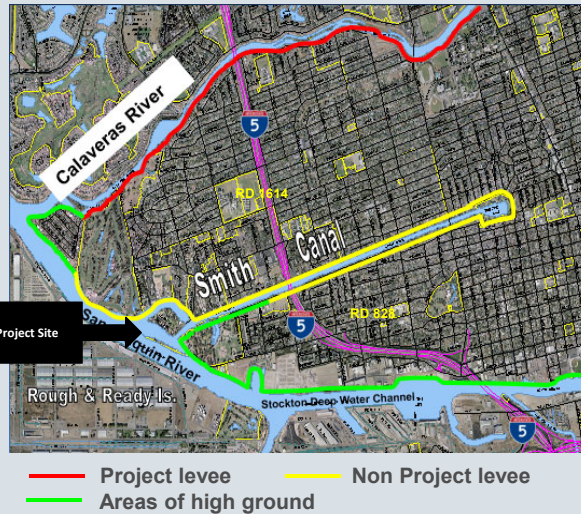 Calaveras River
5
RD 1614
Smith Canal
RD 828
5
Project Site
San Joaquin River
Rough & Ready Is.
Stockton Deep Water Channel
5
Project levee
Non Project levee
Areas of high ground